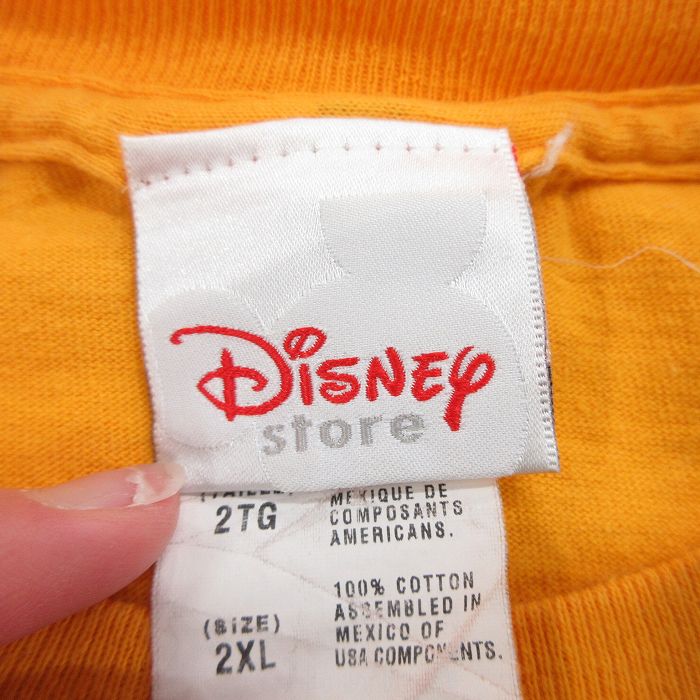 Disney
store
(TAILLE)
2TG
MEXIQUE DE
COMPOSANTS
AMERICANS.
(SIZE)
2XL
100% COTTON
ASSEMBLED IN
MEXICO OF
USA COMPONENTS.